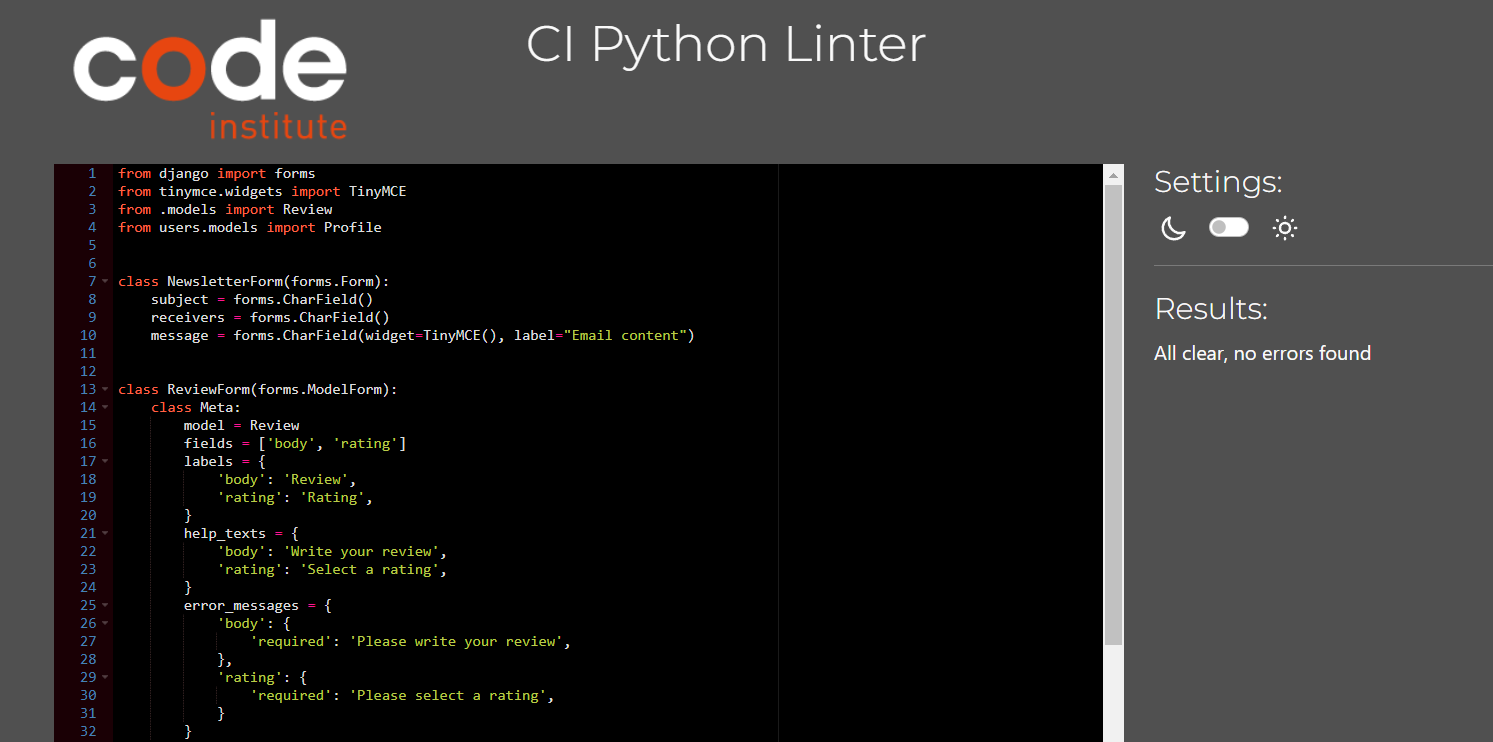 code
institute
CI Python Linter
1 from django import forms
2 from tinymce.widgets import TinyMCE
3 from .models import Review
4 from users.models import Profile
5
6
7 class NewsletterForm(forms.Form):
8     subject = forms.CharField()
9     receivers = forms.CharField()
10     message = forms.CharField(widget=TinyMCE(), label="Email content")
11
12
13 class ReviewForm(forms.ModelForm):
14     class Meta:
15         model = Review
16         fields = ['body', 'rating']
17         labels = {
18             'body': 'Review',
19             'rating': 'Rating',
20         }
21         help_texts = {
22             'body': 'Write your review',
23             'rating': 'Select a rating',
24         }
25         error_messages = {
26             'body': {
27                 'required': 'Please write your review',
28             },
29             'rating': {
30                 'required': 'Please select a rating',
31             }
32         }
Settings:
Results:
All clear, no errors found